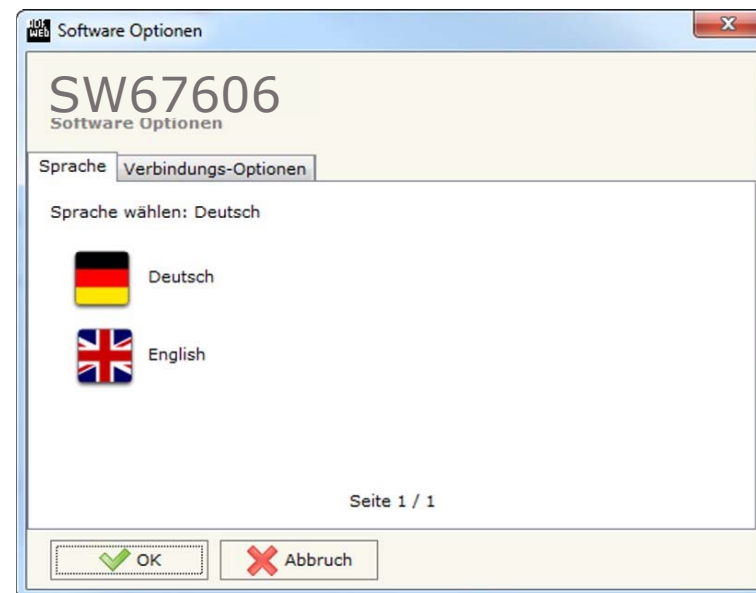 Software Optionen
SW67606
Software Optionen
Sprache Verbindungs-Optionen
Sprache wählen: Deutsch
Deutsch
English
Seite 1 / 1
OK Abbruch